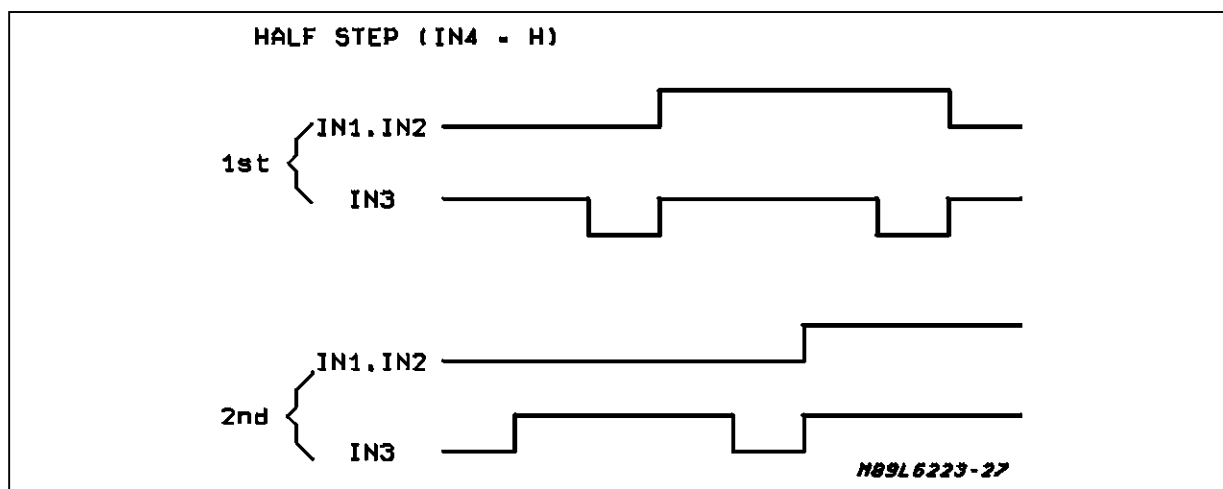 HALF STEP (IN4 - H)
IN1.IN2
1st
IN3
IN1.IN2
2nd
IN3
M89L6223-27